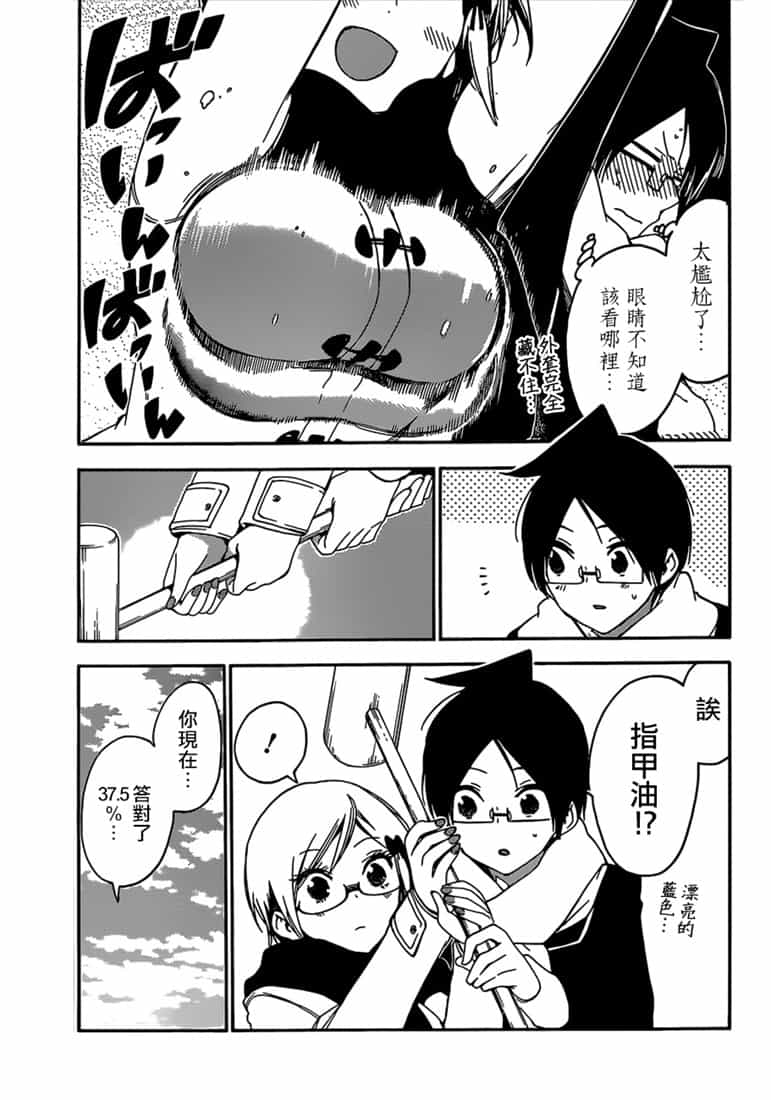 太尷尬了…
眼睛不知道
該看哪裡…
外套完全
藏不住…
ばいんばいん
誒
指甲油!?
漂亮的
藍色…
!
你現在…
答對了
37.5
%…